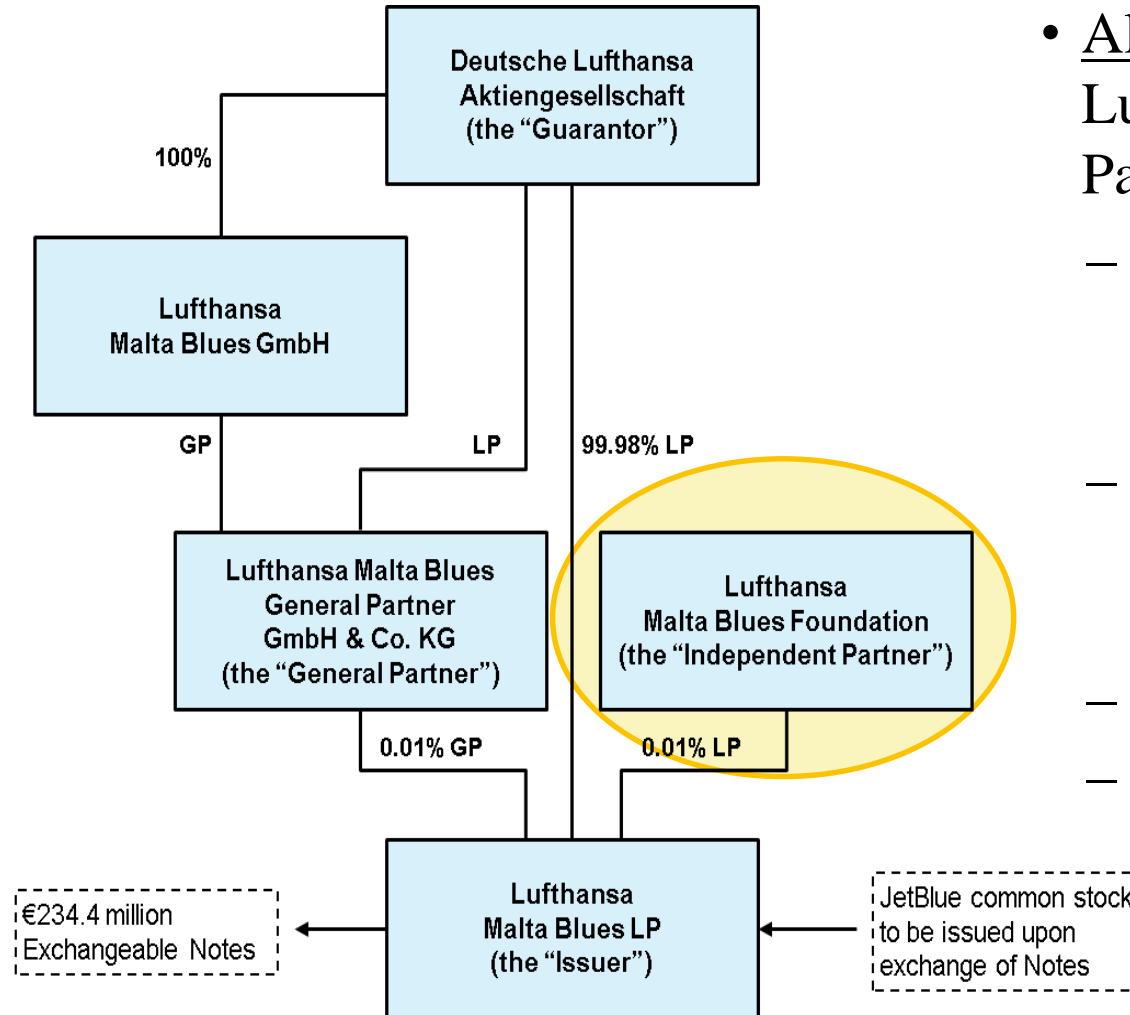 Deutsche Lufthansa
Aktiengesellschaft
(the “Guarantor”)
100%
Lufthansa
Malta Blues GmbH
GP
LP
99.98% LP
Lufthansa Malta Blues
General Partner
GmbH & Co. KG
(the “General Partner”)
Lufthansa
Malta Blues Foundation
(the “Independent Partner”)
0.01% GP
0.01% LP
€234.4 million
Exchangeable Notes
Lufthansa
Malta Blues LP
(the “Issuer”)
JetBlue common stock
to be issued upon
exchange of Notes
•
Lu
Pa
–
–
–
–